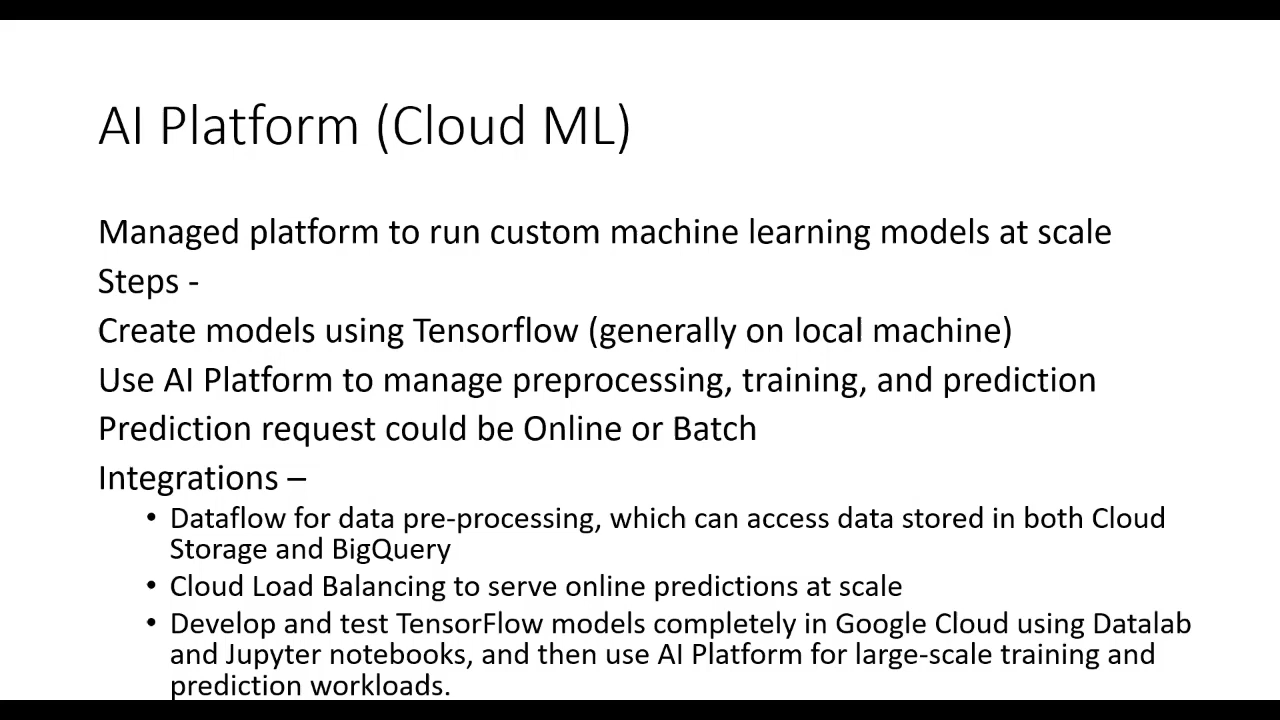 AI Platform (Cloud ML)
Managed platform to run custom machine learning models at scale
Steps -
Create models using Tensorflow (generally on local machine)
Use AI Platform to manage preprocessing, training, and prediction
Prediction request could be Online or Batch
Integrations –
• Dataflow for data pre-processing, which can access data stored in both Cloud
Storage and BigQuery
• Cloud Load Balancing to serve online predictions at scale
• Develop and test TensorFlow models completely in Google Cloud using Datalab
and Jupyter notebooks, and then use AI Platform for large-scale training and
prediction workloads.